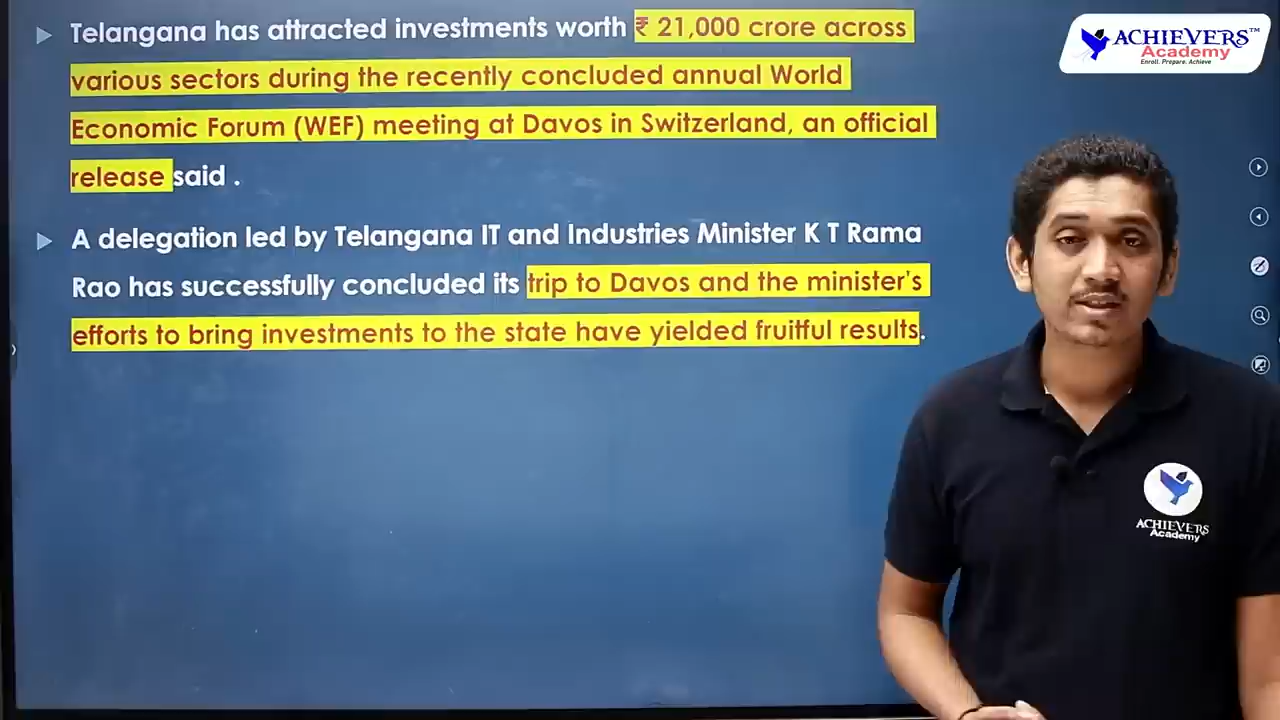 Telangana has attracted investments worth ₹ 21,000 crore across
various sectors during the recently concluded annual World
Economic Forum (WEF) meeting at Davos in Switzerland, an official
release said .
A delegation led by Telangana IT and Industries Minister K T Rama
Rao has successfully concluded its trip to Davos and the minister's
efforts to bring investments to the state have yielded fruitful results.
ACHIEVERS™
Academy
Enroll. Prepare. Achieve
ACHIEVERS
Academy